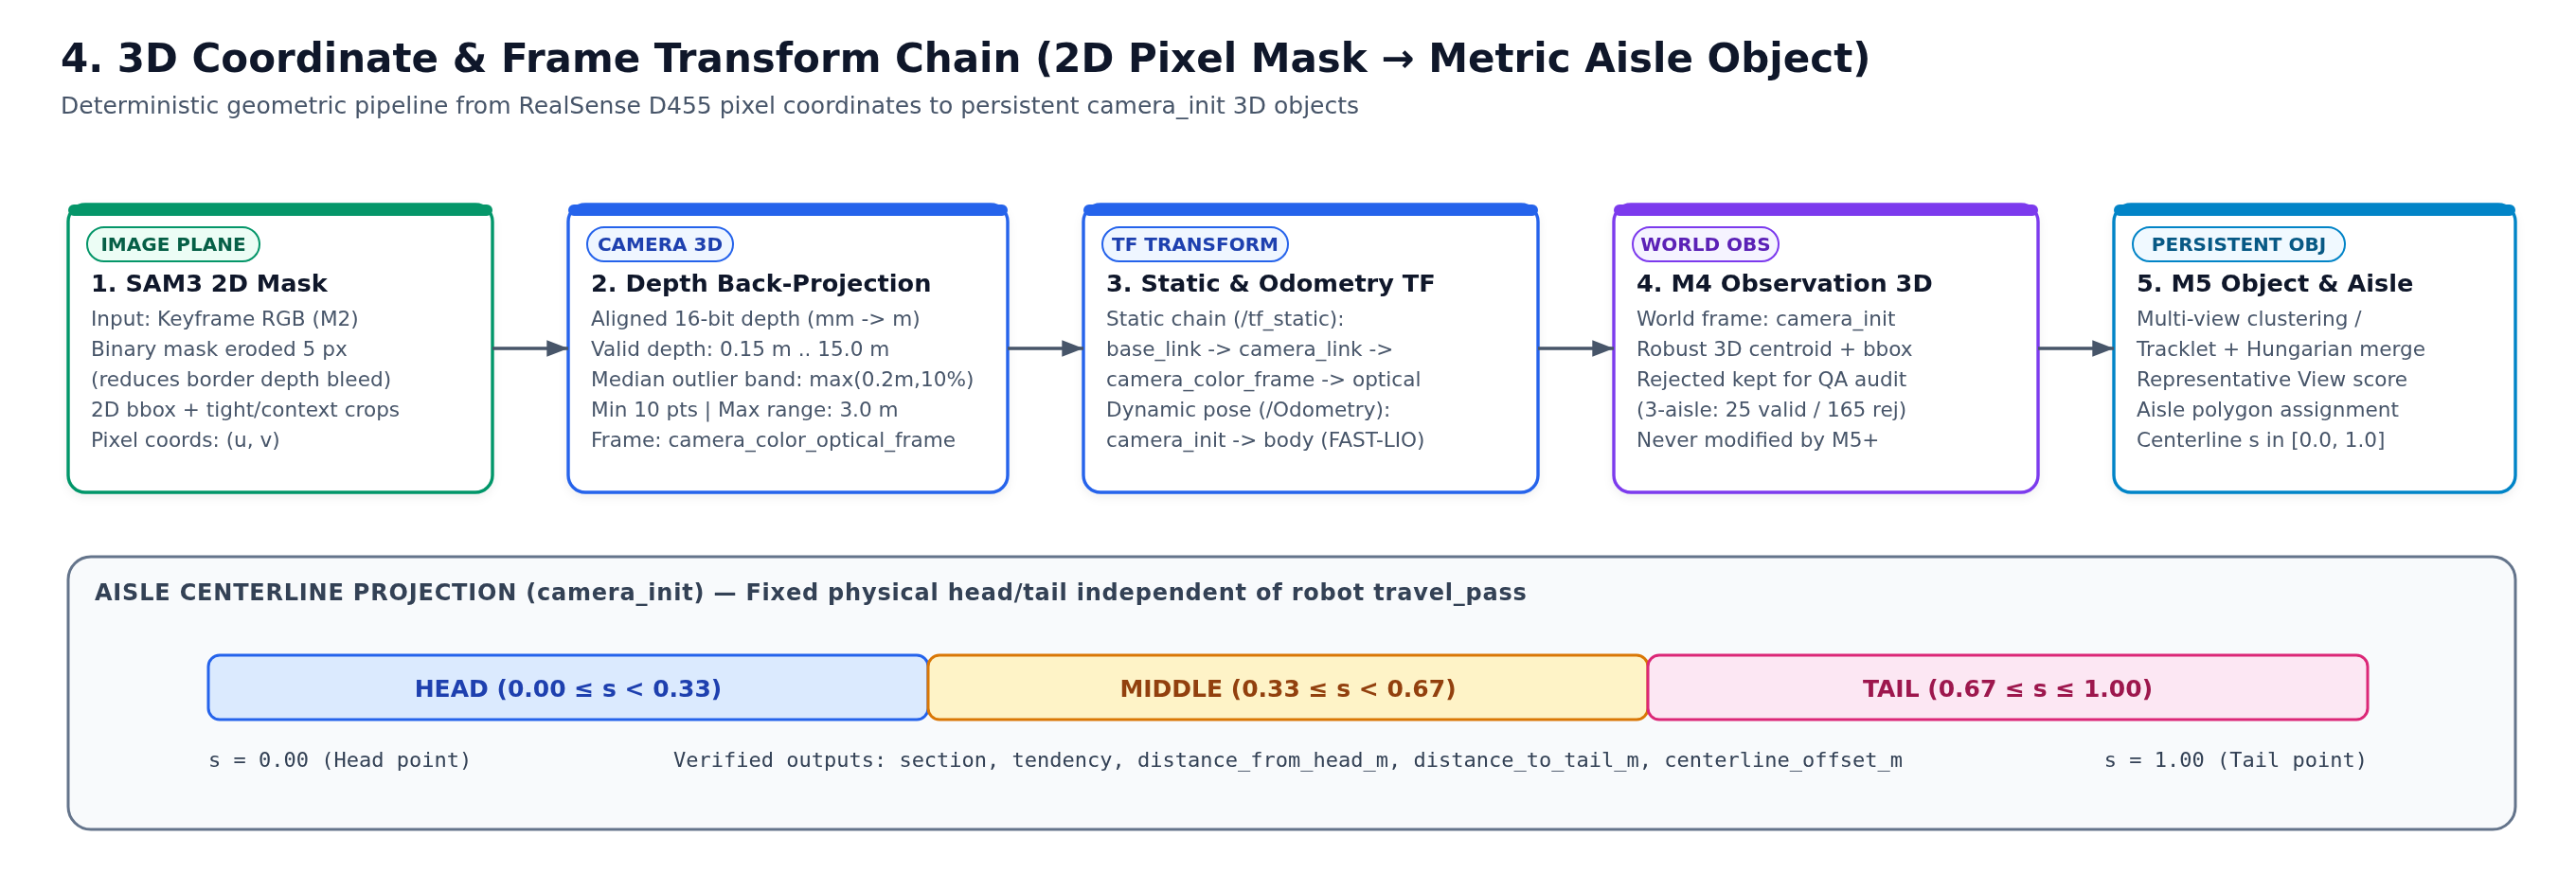 4. 3D Coordinate & Frame Transform Chain (2D Pixel Mask → Metric Aisle Object)
Deterministic geometric pipeline from RealSense D455 pixel coordinates to persistent camera_init 3D objects
IMAGE PLANE
1. SAM3 2D Mask
Input: Keyframe RGB (M2)
Binary mask eroded 5 px
(reduces border depth bleed)
2D bbox + tight/context crops
Pixel coords: (u, v)
CAMERA 3D
2. Depth Back-Projection
Aligned 16-bit depth (mm -> m)
Valid depth: 0.15 m .. 15.0 m
Median outlier band: max(0.2m,10%)
Min 10 pts | Max range: 3.0 m
Frame: camera_color_optical_frame
TF TRANSFORM
3. Static & Odometry TF
Static chain (/tf_static):
base_link -> camera_link ->
camera_color_frame -> optical
Dynamic pose (/Odometry):
camera_init -> body (FAST-LIO)
WORLD OBS
4. M4 Observation 3D
World frame: camera_init
Robust 3D centroid + bbox
Rejected kept for QA audit
(3-aisle: 25 valid / 165 rej)
Never modified by M5+
PERSISTENT OBJ
5. M5 Object & Aisle
Multi-view clustering /
Tracklet + Hungarian merge
Representative View score
Aisle polygon assignment
Centerline s in [0.0, 1.0]
AISLE CENTERLINE PROJECTION (camera_init) — Fixed physical head/tail independent of robot travel_pass
HEAD (0.00 ≤ s < 0.33)
MIDDLE (0.33 ≤ s < 0.67)
TAIL (0.67 ≤ s ≤ 1.00)
s = 0.00 (Head point)
Verified outputs: section, tendency, distance_from_head_m, distance_to_tail_m, centerline_offset_m
s = 1.00 (Tail point)